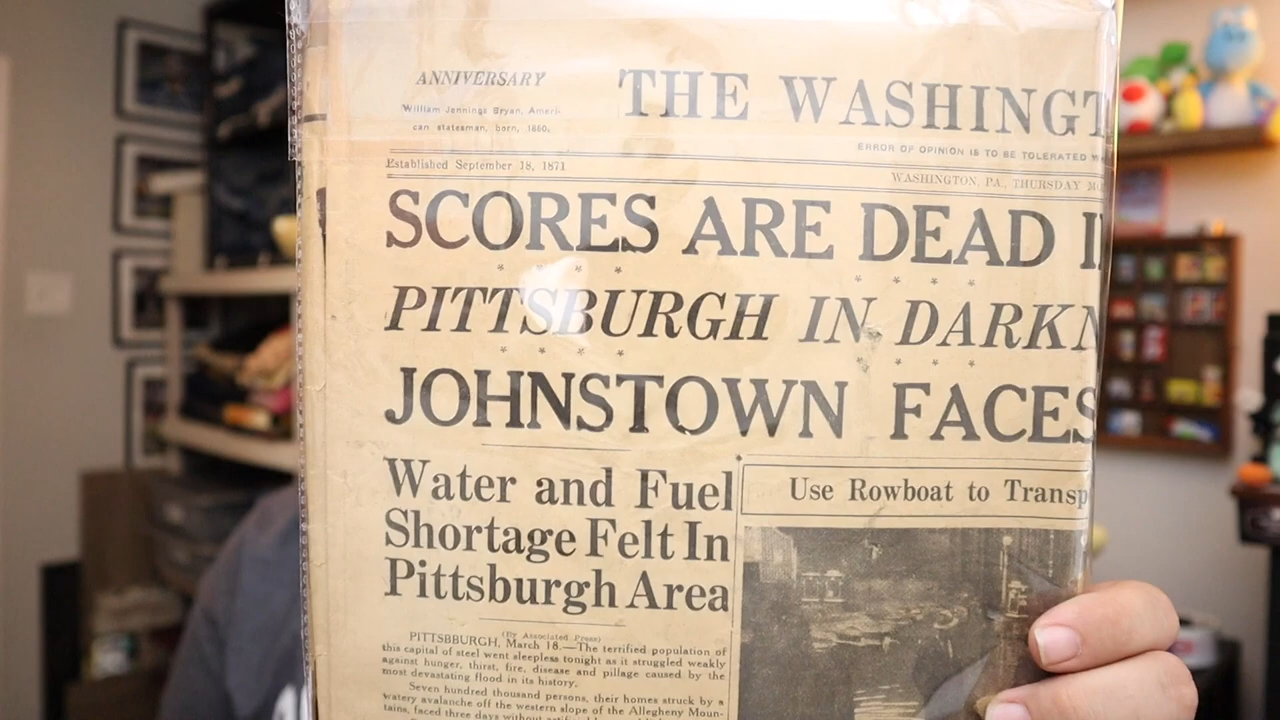 ANNIVERSARY
William Jennings Bryan, Ameri-
can statesman, born, 1860.
THE WASHINGT
ERROR OF OPINION IS TO BE TOLERATED
Established September 18, 1871
WASHINGTON, PA., THURSDAY MO
SCORES ARE DEAD I
PITTSBURGH IN DARKN
JOHNSTOWN FACES
Water and Fuel
Shortage Felt In
Pittsburgh Area
Use Rowboat to Transp
(By Associated Press)
PITTSBBURGH, March 18.—The terrified population of
this capital of steel went sleepless tonight as it struggled weakly
against hunger, thirst, fire, disease and pillage caused by the
most devastating flood in its history.
Seven hundred thousand persons, their homes struck by a
watery avalanche off the western slope of the Allegheny Moun-
tains, faced three days without